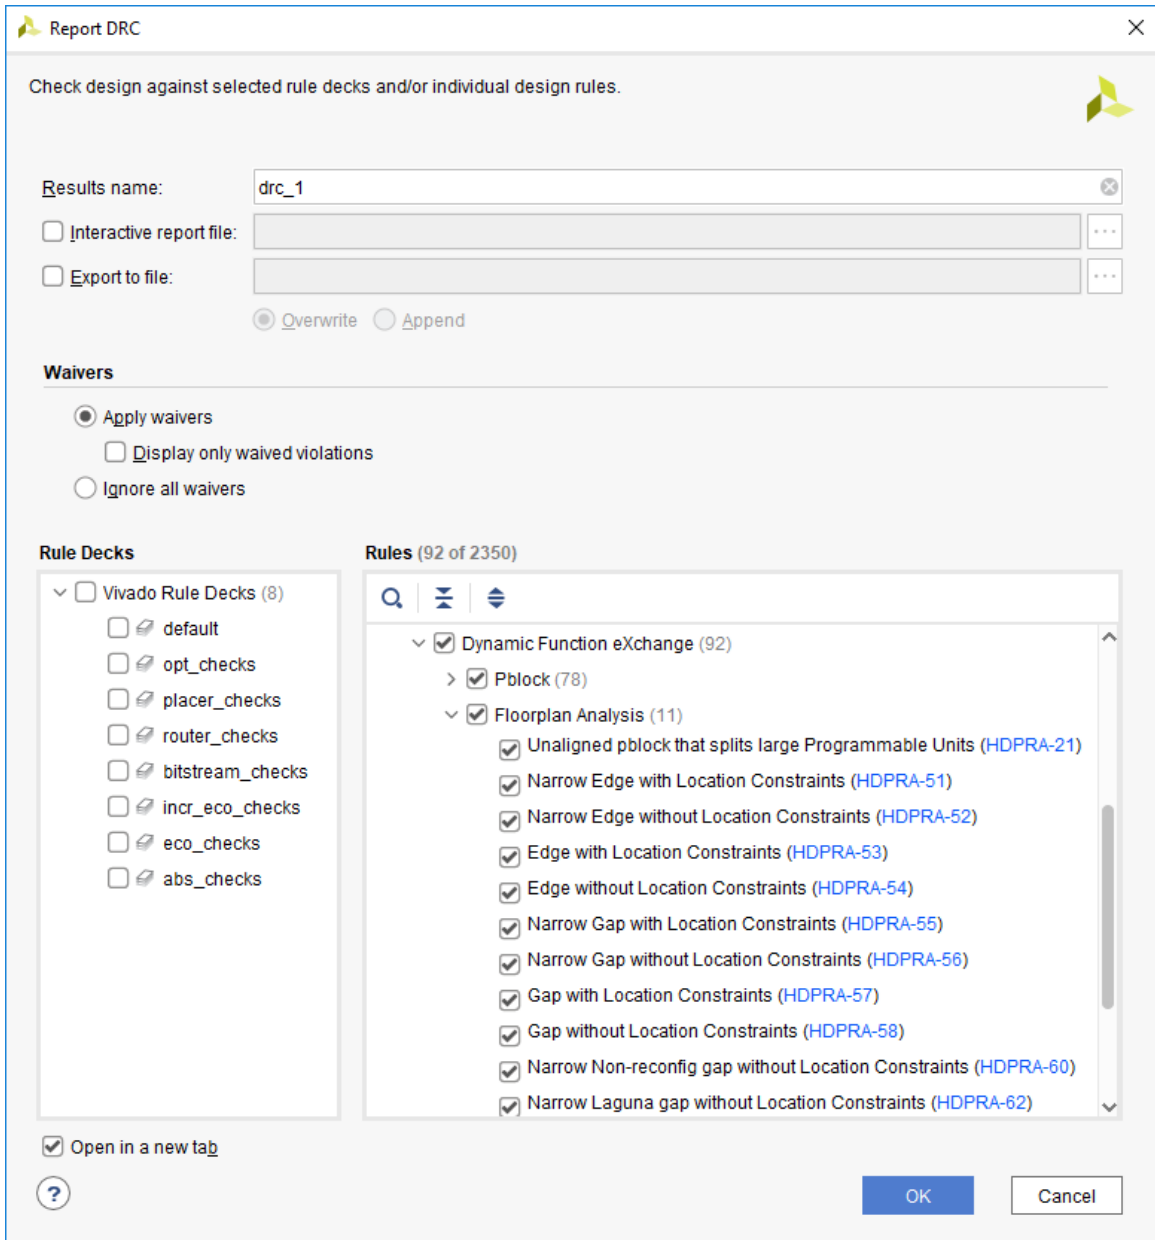 Report DRC
Check design against selected rule decks and/or individual design rules.
Results name: drc_1
Interactive report file:
Export to file:
Overwrite Append
Waivers
Apply waivers
Display only waived violations
Ignore all waivers
Rule Decks
Vivado Rule Decks (8)
default
opt_checks
placer_checks
router_checks
bitstream_checks
incr_eco_checks
eco_checks
abs_checks
Rules (92 of 2350)
Dynamic Function eXchange (92)
Pblock (78)
Floorplan Analysis (11)
Unaligned pblock that splits large Programmable Units (HDPRA-21)
Narrow Edge with Location Constraints (HDPRA-51)
Narrow Edge without Location Constraints (HDPRA-52)
Edge with Location Constraints (HDPRA-53)
Edge without Location Constraints (HDPRA-54)
Narrow Gap with Location Constraints (HDPRA-55)
Narrow Gap without Location Constraints (HDPRA-56)
Gap with Location Constraints (HDPRA-57)
Gap without Location Constraints (HDPRA-58)
Narrow Non-reconfig gap without Location Constraints (HDPRA-60)
Narrow Laguna gap without Location Constraints (HDPRA-62)
Open in a new tab
? OK Cancel